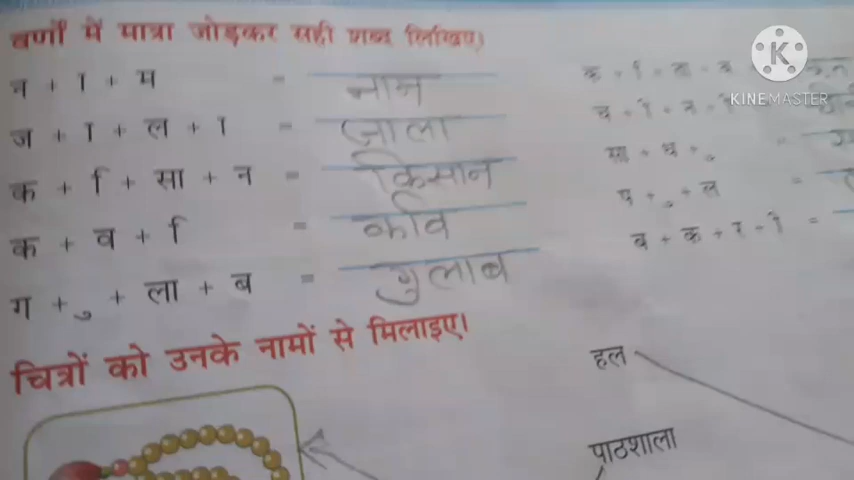 वर्णों में मात्रा जोड़कर सही शब्द लिखिए।
न + ा + म = नाम
ज + ा + ल + ा = जाला
क + ि + सा + न = किसान
क + व + ि = कवि
ग + ु + ला + ब = गुलाब
KINEMASTER
प + ु + ल =
ब + क + र + ी =
चित्रों को उनके नामों से मिलाइए।
हल
पाठशाला